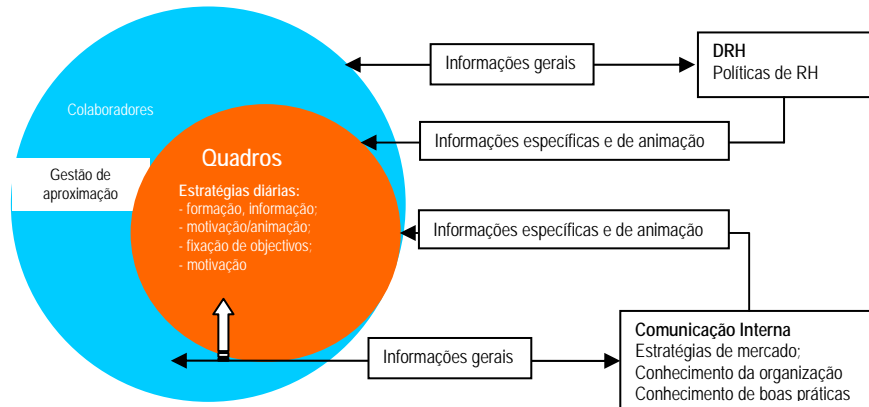 Colaboradores
Gestão de
aproximação
Quadros
Estratégias diárias:
- formação, informação;
- motivação/animação;
- fixação de objectivos;
- motivação
Informações gerais
DRH
Políticas de RH
Informações específicas e de animação
Informações específicas e de animação
Informações gerais
Comunicação Interna
Estratégias de mercado;
Conhecimento da organização
Conhecimento de boas práticas